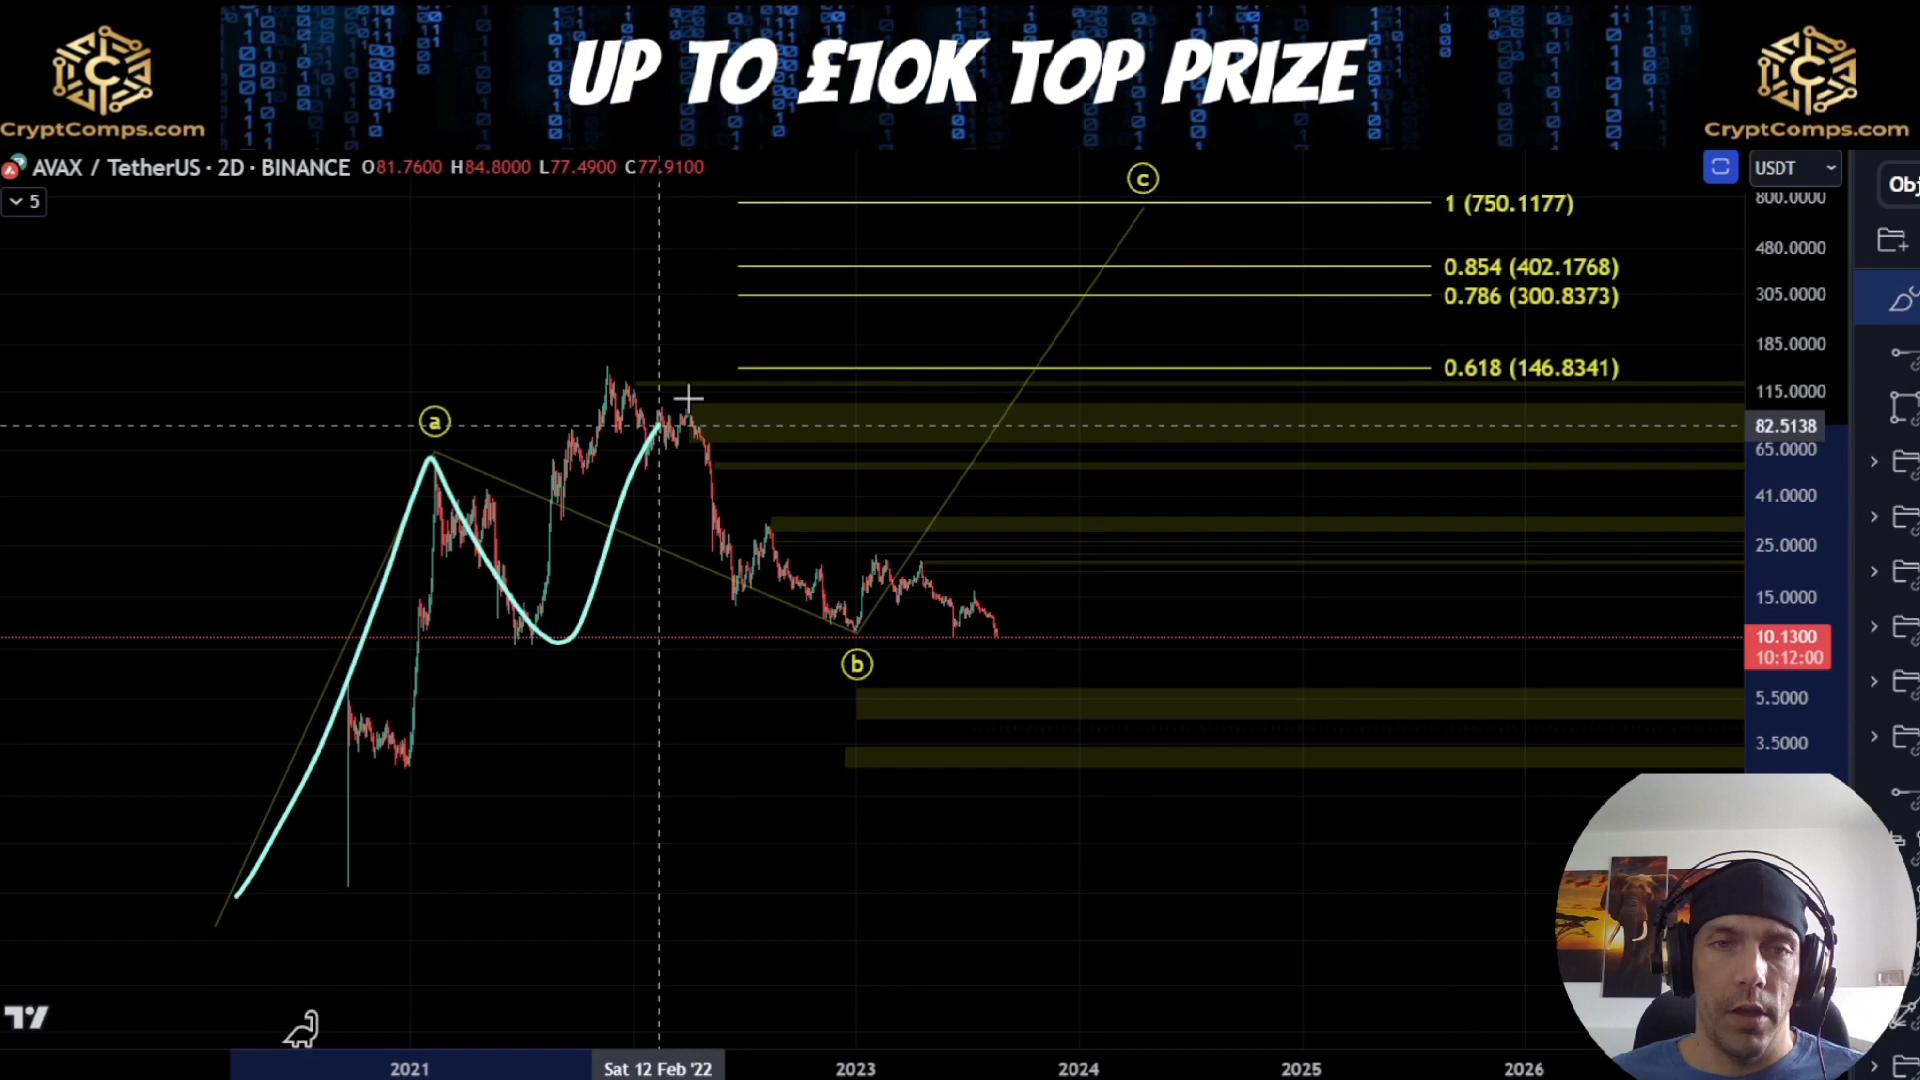 UP TO £10K TOP PRIZE
CryptComps.com
CryptComps.com
AVAX / TetherUS · 2D · BINANCE O81.7600 H84.8000 L77.4900 C77.9100
USDT
Obj
5
c
1 (750.1177)
800.0000
480.0000
0.854 (402.1768)
0.786 (300.8373)
305.0000
185.0000
0.618 (146.8341)
115.0000
a
82.5138
65.0000
41.0000
25.0000
15.0000
10.1300
10:12:00
b
5.5000
3.5000
2021
Sat 12 Feb '22
2023
2024
2025
2026